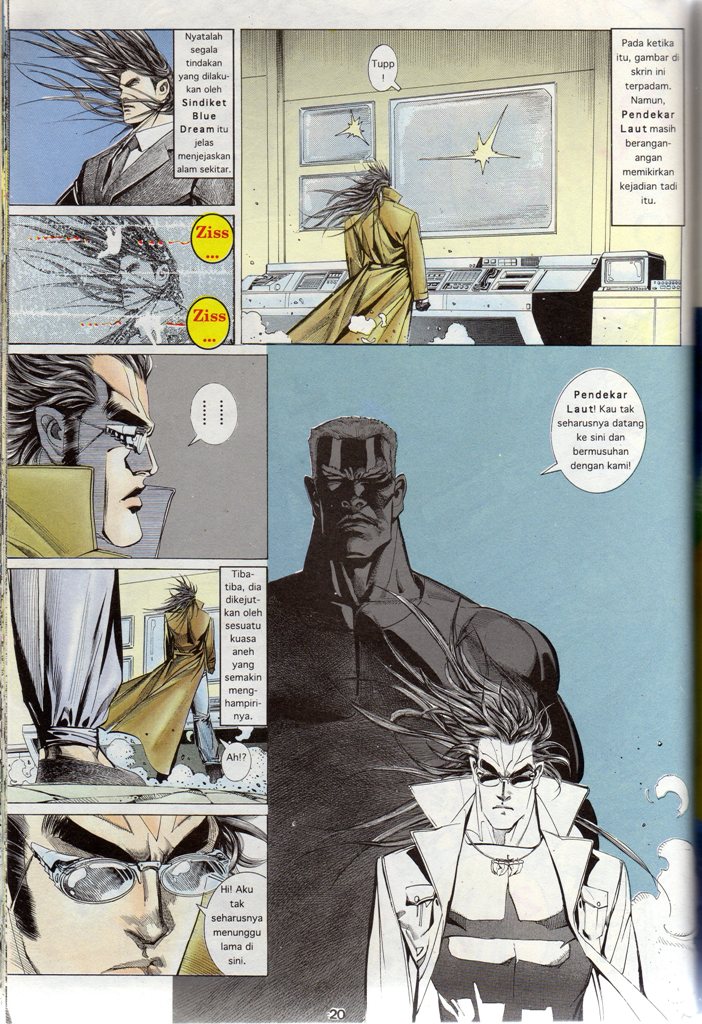 Nyatalah
segala
tindakan
yang dilaku-
kan oleh
Sindiket
Blue
Dream itu
jelas
menjejaskan
alam sekitar.
Tupp
!
Pada ketika
itu, gambar di
skrin ini
terpadam.
Namun,
Pendekar
Laut masih
berangan-
angan
memikirkan
kejadian tadi
itu.
Ziss
...
Ziss
...
Pendekar
Laut! Kau tak
seharusnya datang
ke sini dan
bermusuhan
dengan kami!
Tiba-
tiba, dia
dikejut-
kan oleh
sesuatu
kuasa
aneh
yang
semakin
meng-
hampiri-
nya.
Ah!?
Hi! Aku
tak
seharusnya
menunggu
lama di
sini.
20